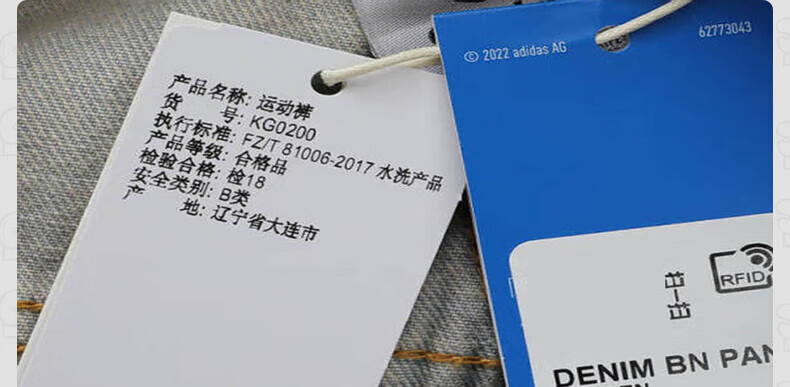 产品名称: 运动裤
货 号: KG0200
执行标准: FZ/T 81006-2017 水洗产品
产品等级: 合格品
检验合格: 检18
安全类别: B类
产 地: 辽宁省大连市
© 2022 adidas AG
62773043
RFID
DENIM BN PAN